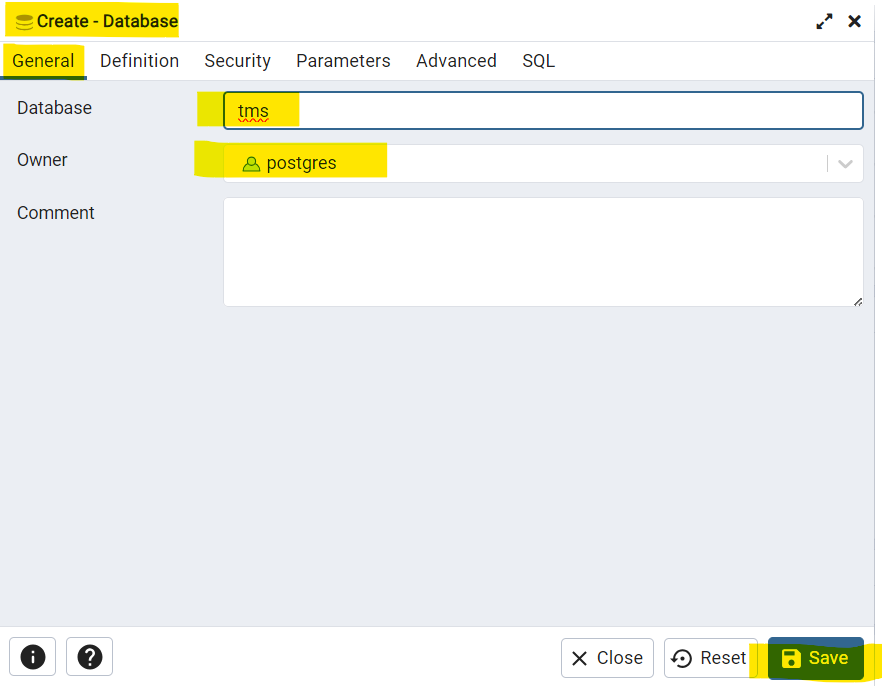 Create - Database
General Definition Security Parameters Advanced SQL
Database tms
Owner postgres
Comment
Close Reset Save